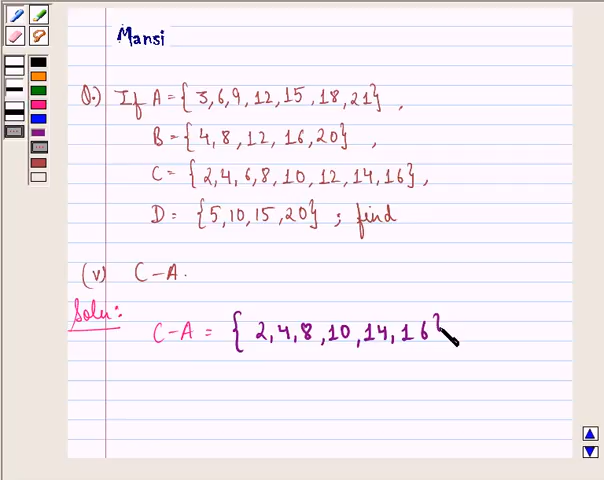 Mansi
Q.) If A = { 3, 6, 9, 12, 15, 18, 21 } ,
B = { 4, 8, 12, 16, 20 } ,
C = { 2, 4, 6, 8, 10, 12, 14, 16 } ,
D = { 5, 10, 15, 20 } ; find
(v) C - A.
Soln :
C - A = { 2, 4, 8, 10, 14, 16 }